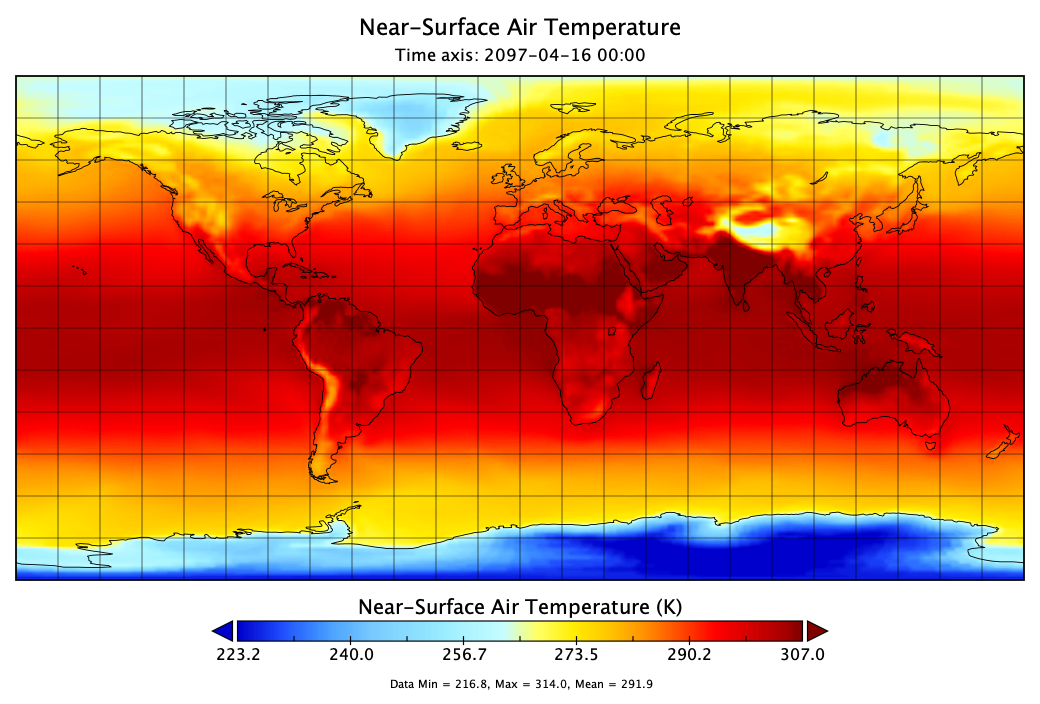 Near-Surface Air Temperature
Time axis: 2097-04-16 00:00
Near-Surface Air Temperature (K)
223.2 240.0 256.7 273.5 290.2 307.0
Data Min = 216.8, Max = 314.0, Mean = 291.9